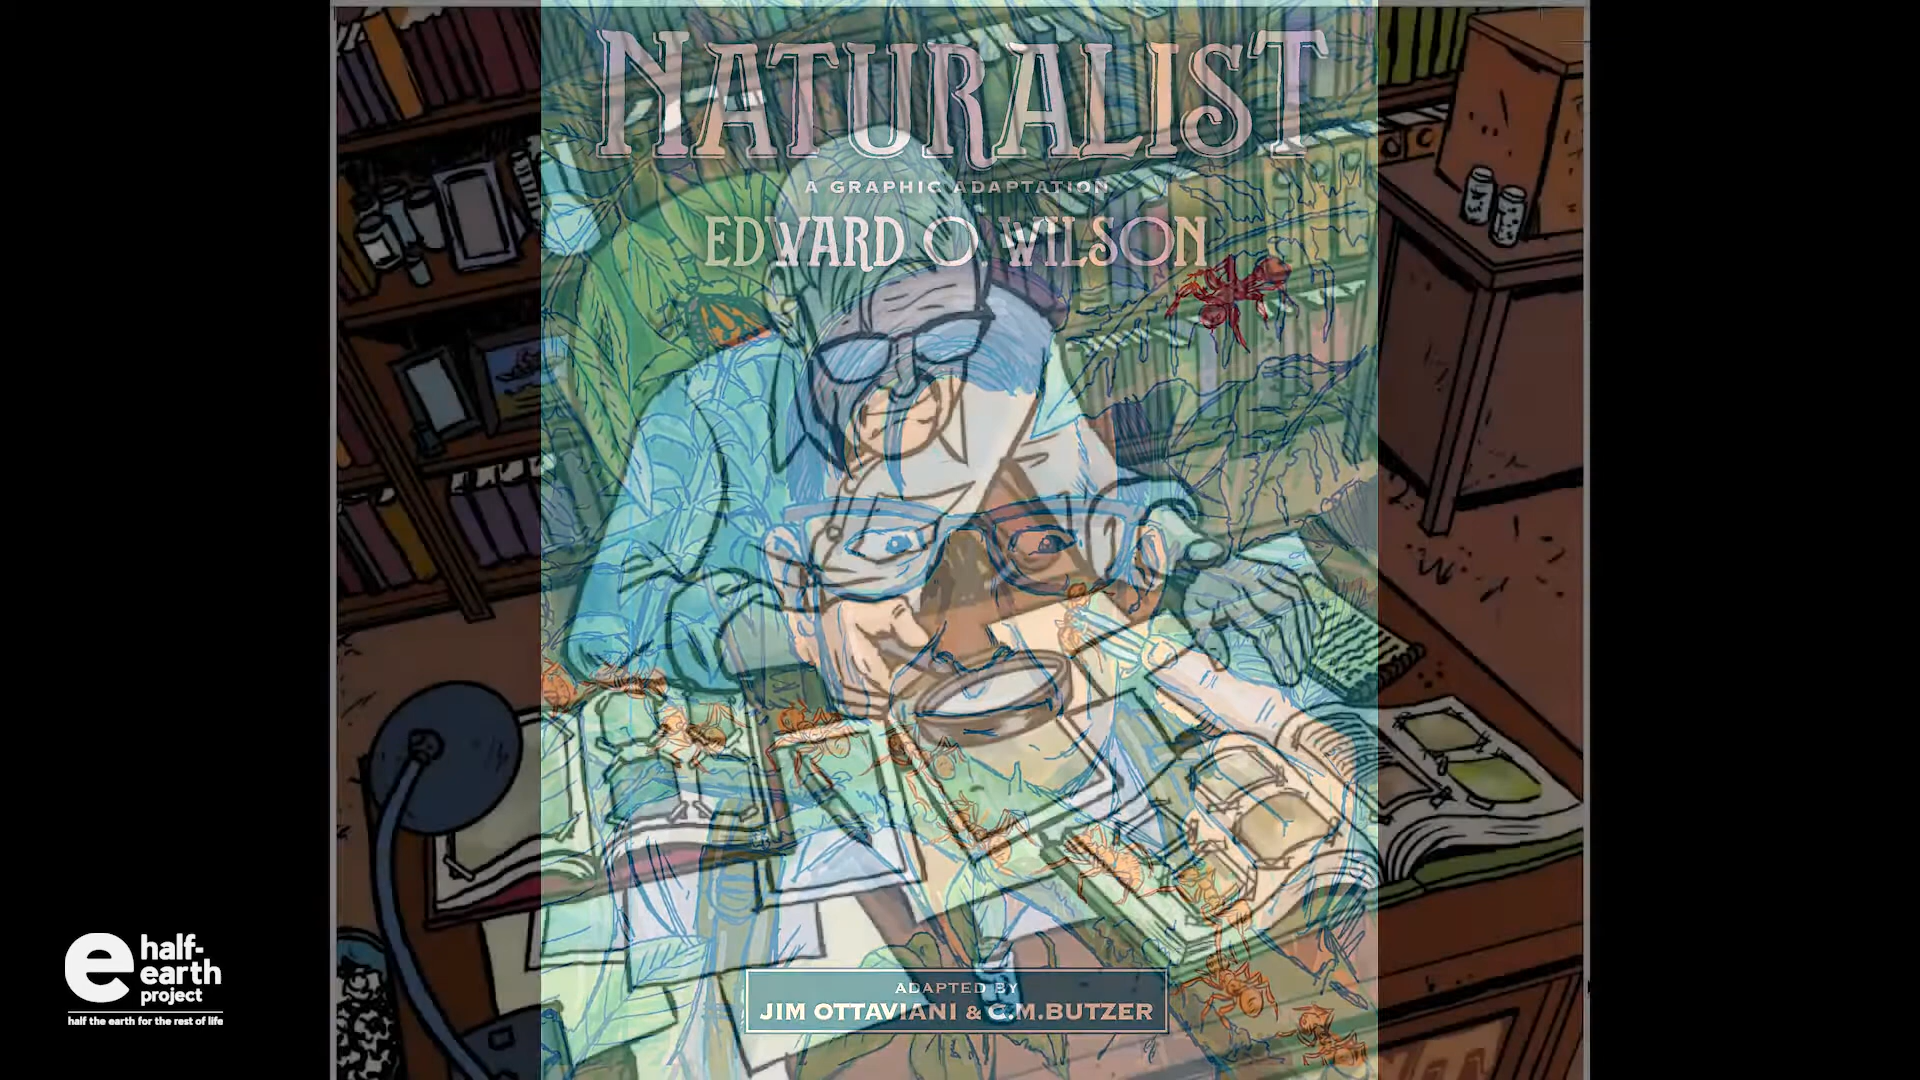 NATURALIST
A GRAPHIC ADAPTATION
EDWARD O. WILSON
ADAPTED BY
JIM OTTAVIANI & C.M.BUTZER
e half-
earth
project
half the earth for the rest of life